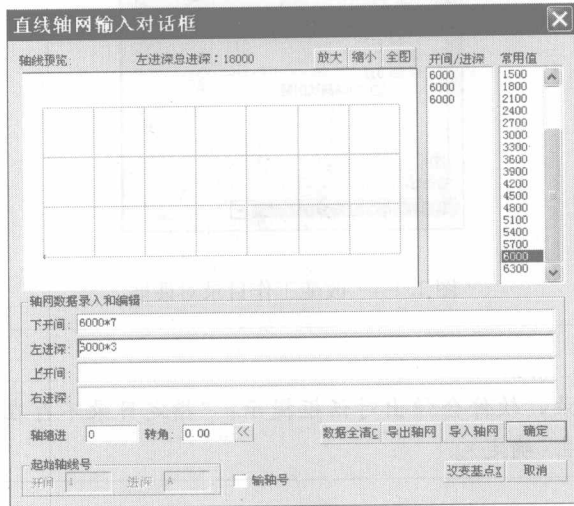 直线轴网输入对话框
轴线预览: 左进深总进深：18000 放大 缩小 全图 开间/进深 常用值
6000
6000
6000
1500
1800
2100
2400
2700
3000
3300
3600
3900
4200
4500
4800
5100
5400
5700
6000
6300
轴网数据录入和编辑
下开间: 6000*7
左进深: 6000*3
上开间:
右进深:
轴缩进 0 转角: 0.00 << 数据全清C 导出轴网 导入轴网 确定
起始轴线号
开间 1 进深 A 输轴号 改变基点X 取消